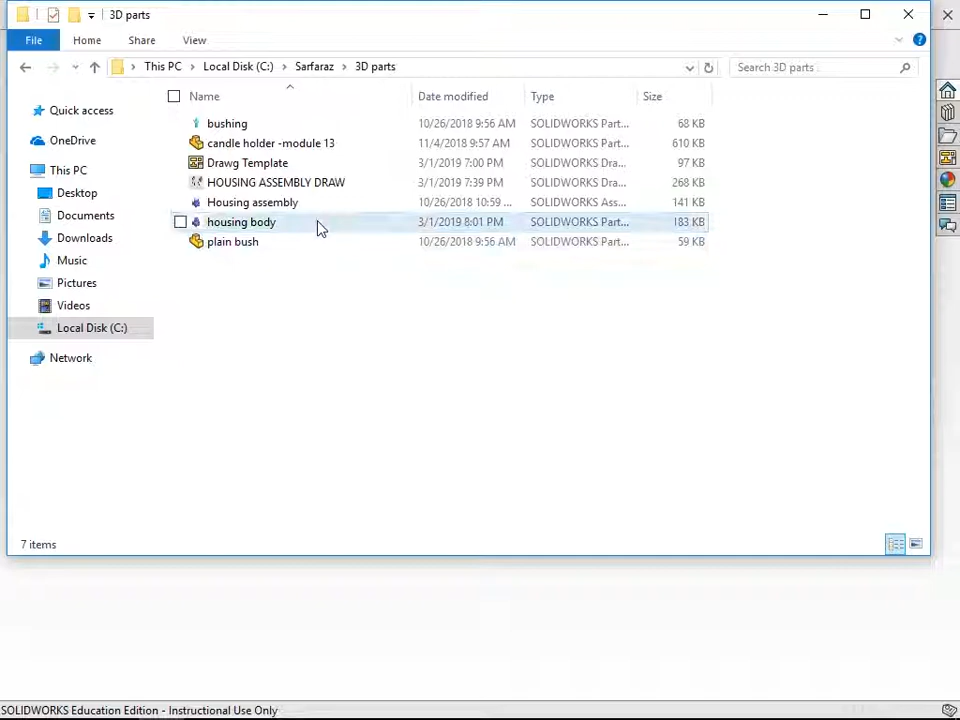 3D parts
File Home Share View
This PC Local Disk (C:) Sarfaraz 3D parts Search 3D parts .
Name Date modified Type Size
Quick access
OneDrive
This PC
Desktop
Documents
Downloads
Music
Pictures
Videos
Local Disk (C:)
Network
bushing 10/26/2018 9:56 AM SOLIDWORKS Part... 68 KB
candle holder -module 13 11/4/2018 9:57 AM SOLIDWORKS Part... 610 KB
Drawg Template 3/1/2019 7:00 PM SOLIDWORKS Dra... 97 KB
HOUSING ASSEMBLY DRAW 3/1/2019 7:39 PM SOLIDWORKS Dra... 268 KB
Housing assembly 10/26/2018 10:59 ... SOLIDWORKS Ass... 141 KB
housing body 3/1/2019 8:01 PM SOLIDWORKS Part... 183 KB
plain bush 10/26/2018 9:56 AM SOLIDWORKS Part... 59 KB
7 items
SOLIDWORKS Education Edition - Instructional Use Only